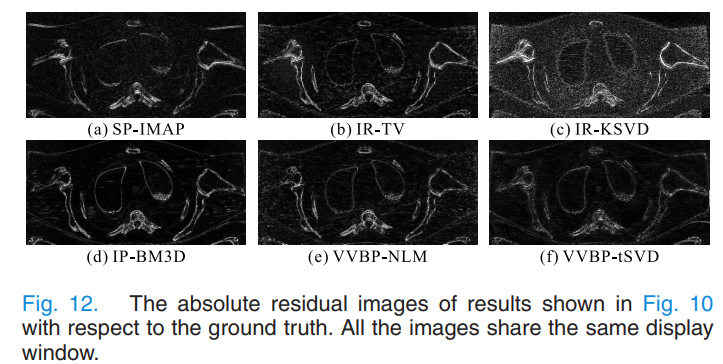 (a) SP-IMAP (b) IR-TV (c) IR-KSVD
(d) IP-BM3D (e) VVBP-NLM (f) VVBP-tSVD
Fig. 12. The absolute residual images of results shown in Fig. 10
with respect to the ground truth. All the images share the same display
window.